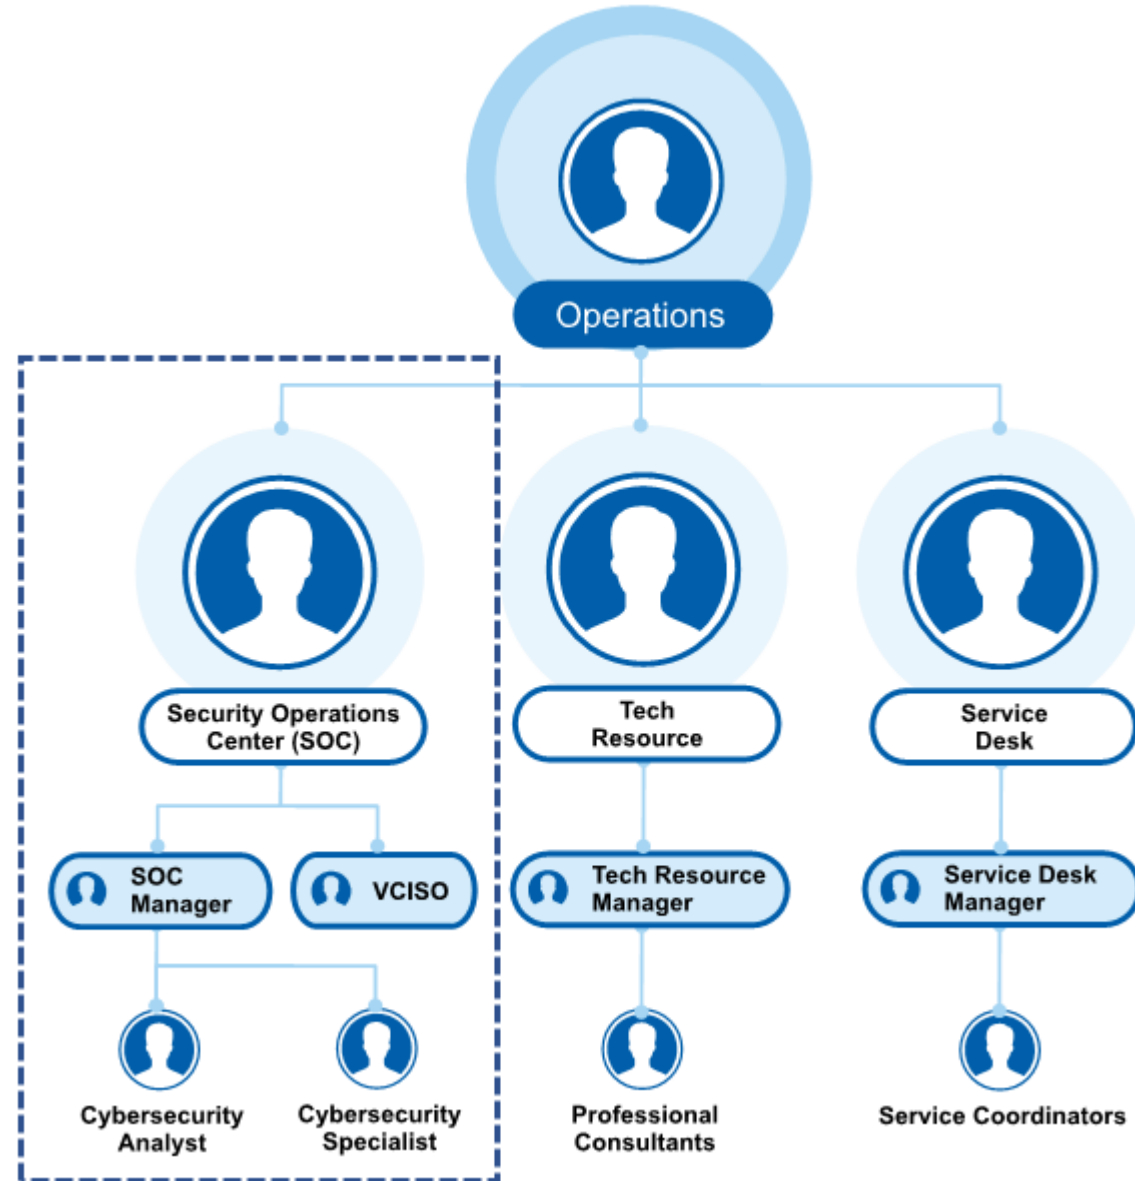 Operations
Security Operations
Center (SOC)
Tech
Resource
Service
Desk
SOC
Manager
VCISO
Tech Resource
Manager
Service Desk
Manager
Cybersecurity
Analyst
Cybersecurity
Specialist
Professional
Consultants
Service Coordinators